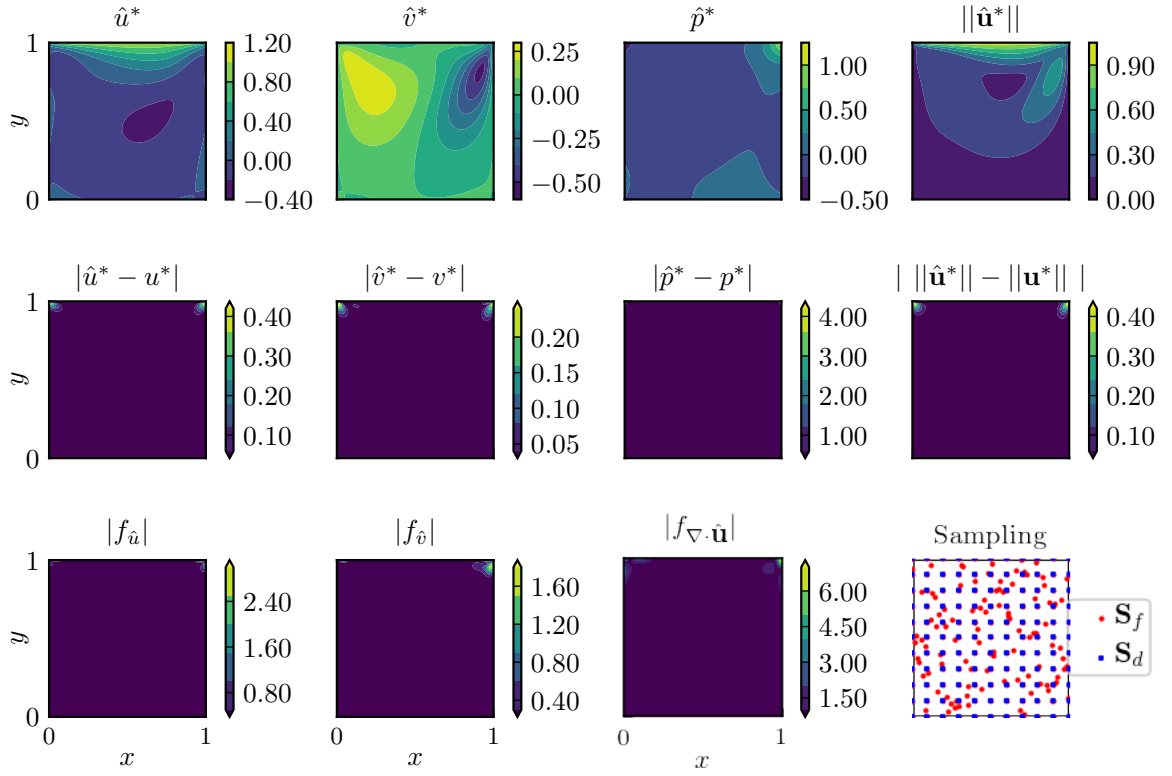 û* v̂* p̂* ||û*||
1 1.20 0.25 1.00 0.90
0.80 0.00 0.50 0.60
y 0.40 −0.25 0.00 0.30
0.00 −0.50
0 −0.40 −0.50 0.00
|û* − u*| |v̂* − v*| |p̂* − p*| | ||û*|| − ||u*|| |
1 0.40 0.20 4.00 0.40
0.30 0.15 3.00 0.30
y 0.20 0.10 2.00 0.20
0.10 0.05 1.00 0.10
0
|f_û| |f_v̂| |f_∇·û| Sampling
1 2.40 1.60 6.00
1.20 4.50 S_f
y 1.60 0.80 3.00 S_d
0.80 0.40 1.50
0
0 1 0 1 0 1
x x x